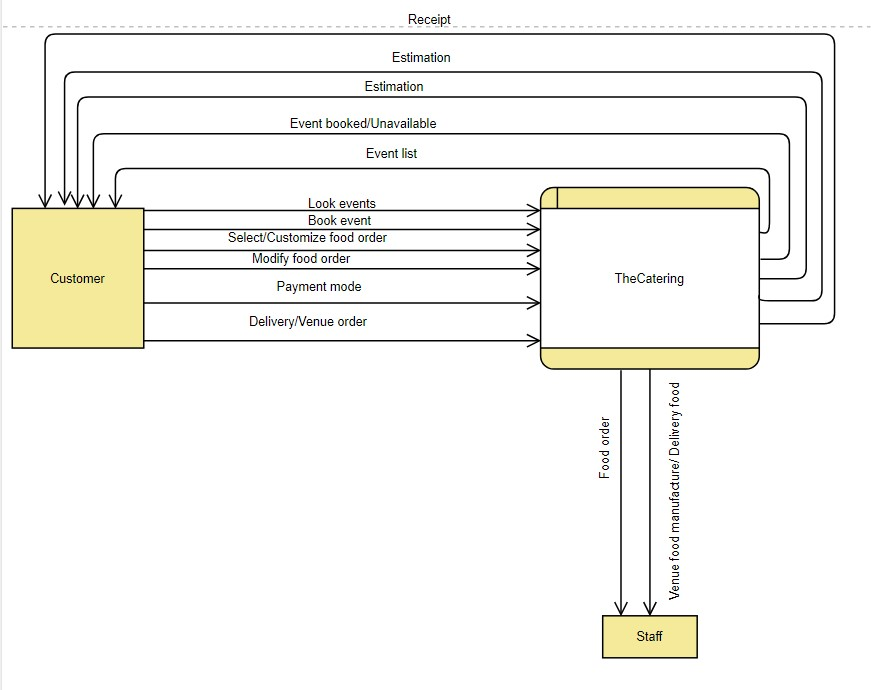 Receipt
Estimation
Estimation
Event booked/Unavailable
Event list
Look events
Book event
Select/Customize food order
Modify food order
Payment mode
Delivery/Venue order
Customer
TheCatering
Food order
Venue food manufacture/ Delivery food
Staff